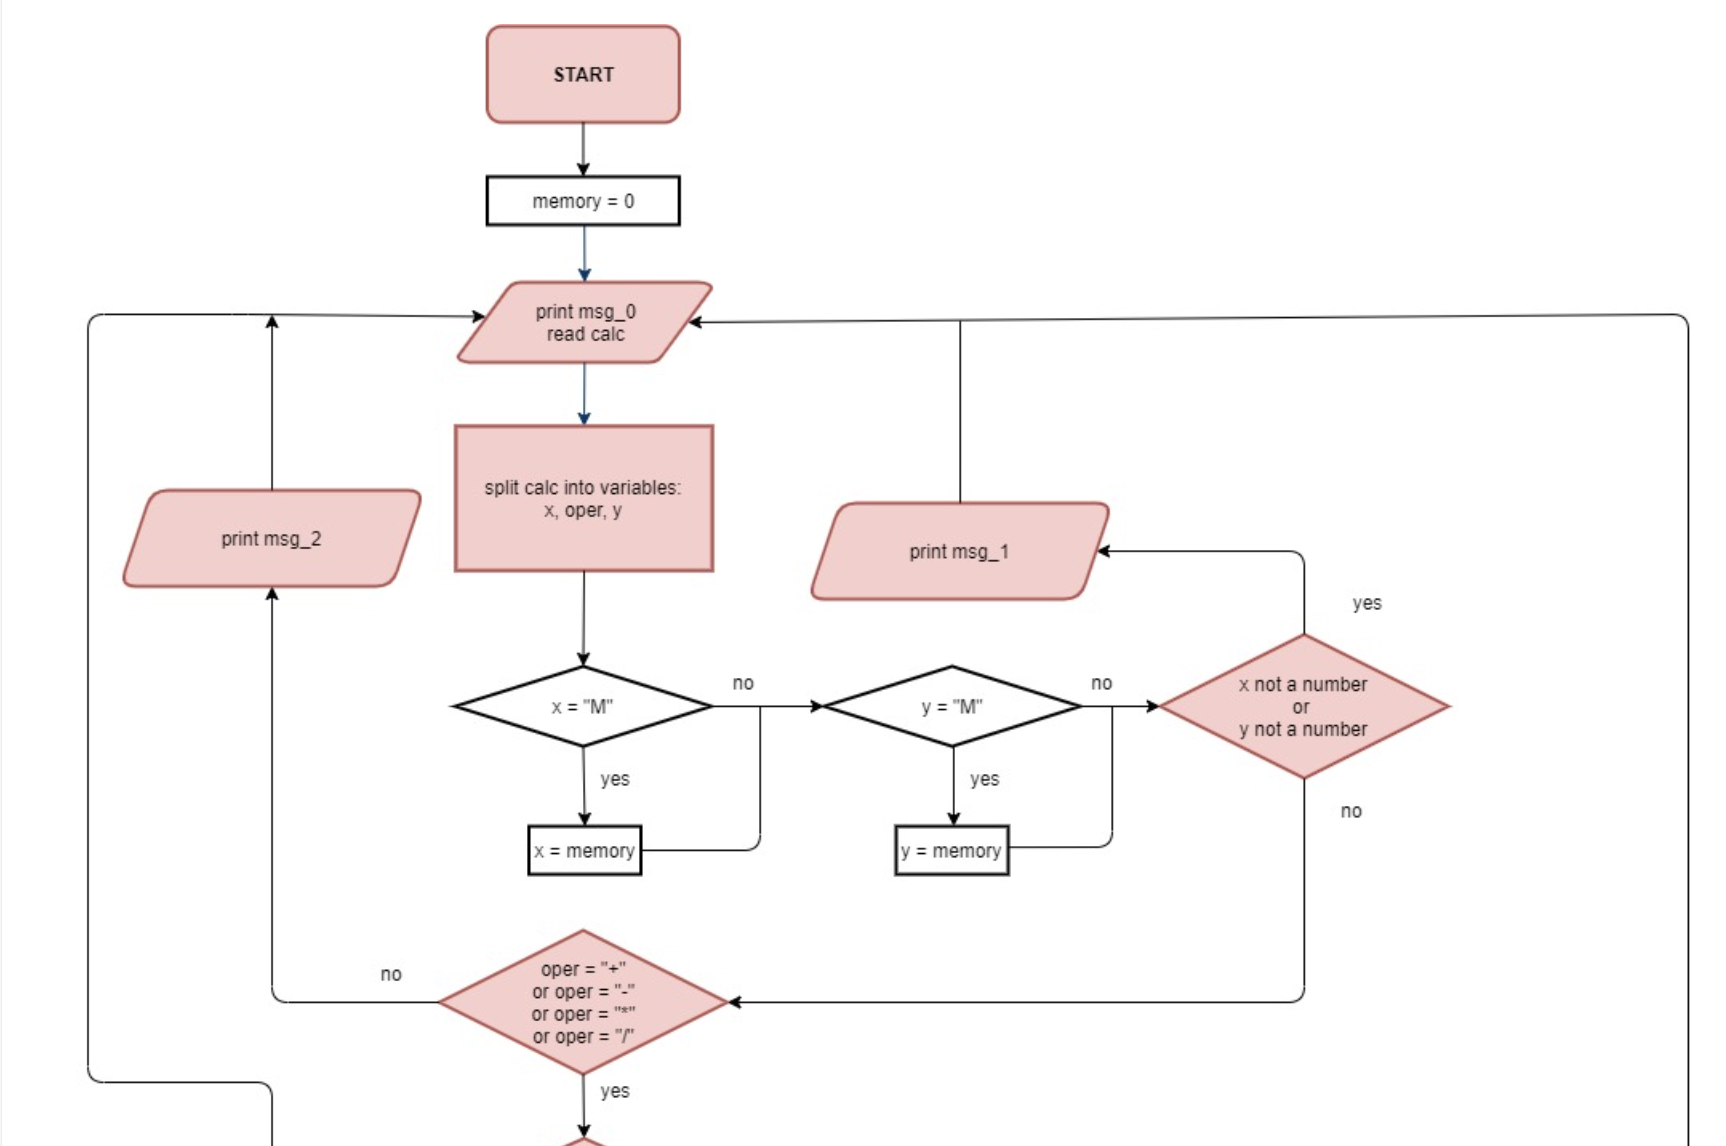 START
memory = 0
print msg_0
read calc
split calc into variables:
x, oper, y
print msg_2
print msg_1
yes
x = "M"
no
y = "M"
no
x not a number
or
y not a number
yes
yes
no
x = memory
y = memory
no
oper = "+"
or oper = "-"
or oper = "*"
or oper = "/"
yes